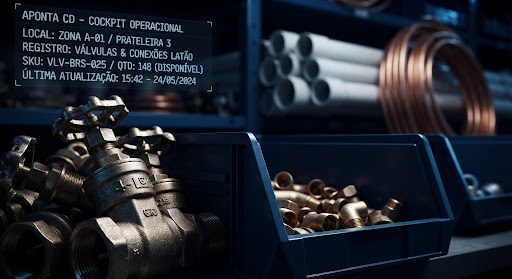 APONTA CD - COCKPIT OPERACIONAL
LOCAL: ZONA A-01 / PRATELEIRA 3
REGISTRO: VÁLVULAS & CONEXÕES LATÃO
SKU: VLV-BRS-025 / QTD: 148 (DISPONÍVEL)
ÚLTIMA ATUALIZAÇÃO: 15:42 - 24/05/2024